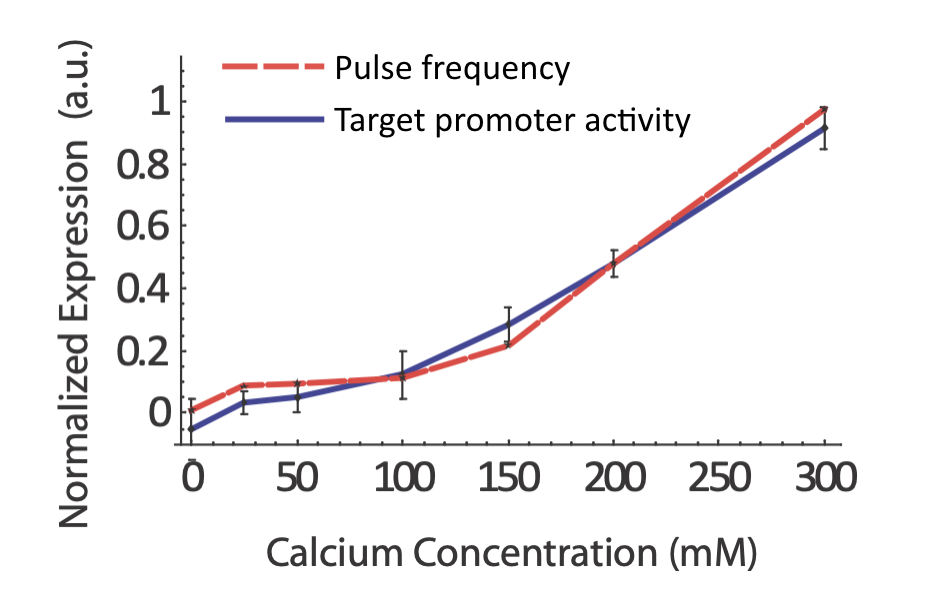 Pulse frequency
Target promoter activity
Normalized Expression (a.u.)
1
0.8
0.6
0.4
0.2
0
0 50 100 150 200 250 300
Calcium Concentration (mM)